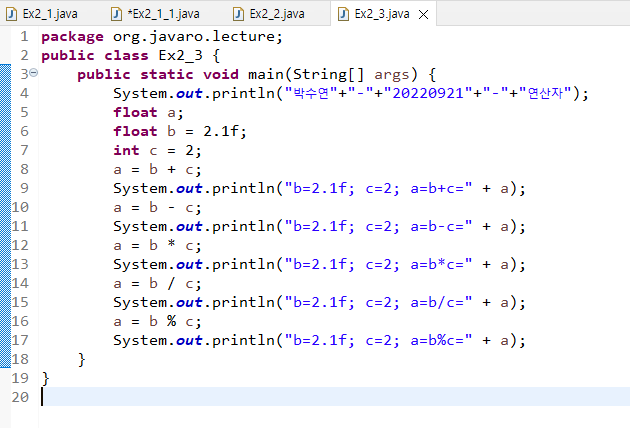 Ex2_1.java *Ex2_1_1.java Ex2_2.java Ex2_3.java
1 package org.javaro.lecture;
2 public class Ex2_3 {
3 public static void main(String[] args) {
4 System.out.println("박수연"+"-"+"20220921"+"-"+"연산자");
5 float a;
6 float b = 2.1f;
7 int c = 2;
8 a = b + c;
9 System.out.println("b=2.1f; c=2; a=b+c=" + a);
10 a = b - c;
11 System.out.println("b=2.1f; c=2; a=b-c=" + a);
12 a = b * c;
13 System.out.println("b=2.1f; c=2; a=b*c=" + a);
14 a = b / c;
15 System.out.println("b=2.1f; c=2; a=b/c=" + a);
16 a = b % c;
17 System.out.println("b=2.1f; c=2; a=b%c=" + a);
18 }
19 }
20